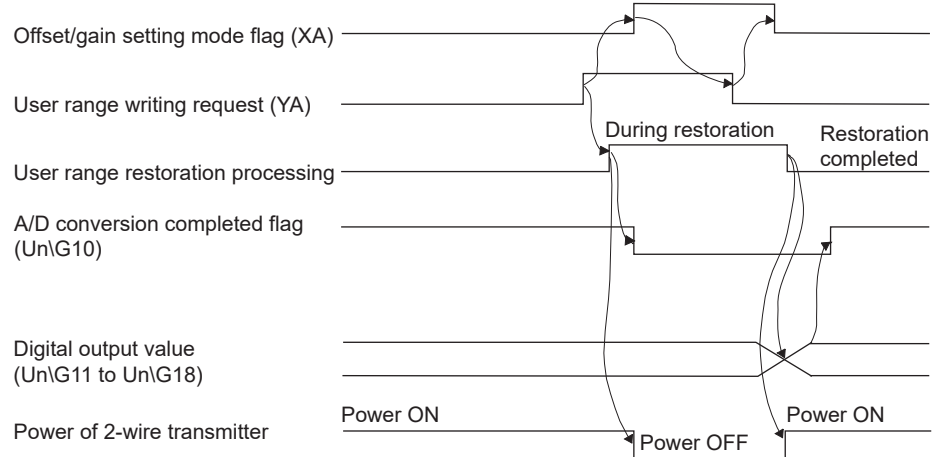 Offset/gain setting mode flag (XA)
User range writing request (YA)
During restoration
Restoration
completed
User range restoration processing
A/D conversion completed flag
(Un\G10)
Digital output value
(Un\G11 to Un\G18)
Power ON
Power ON
Power of 2-wire transmitter
Power OFF